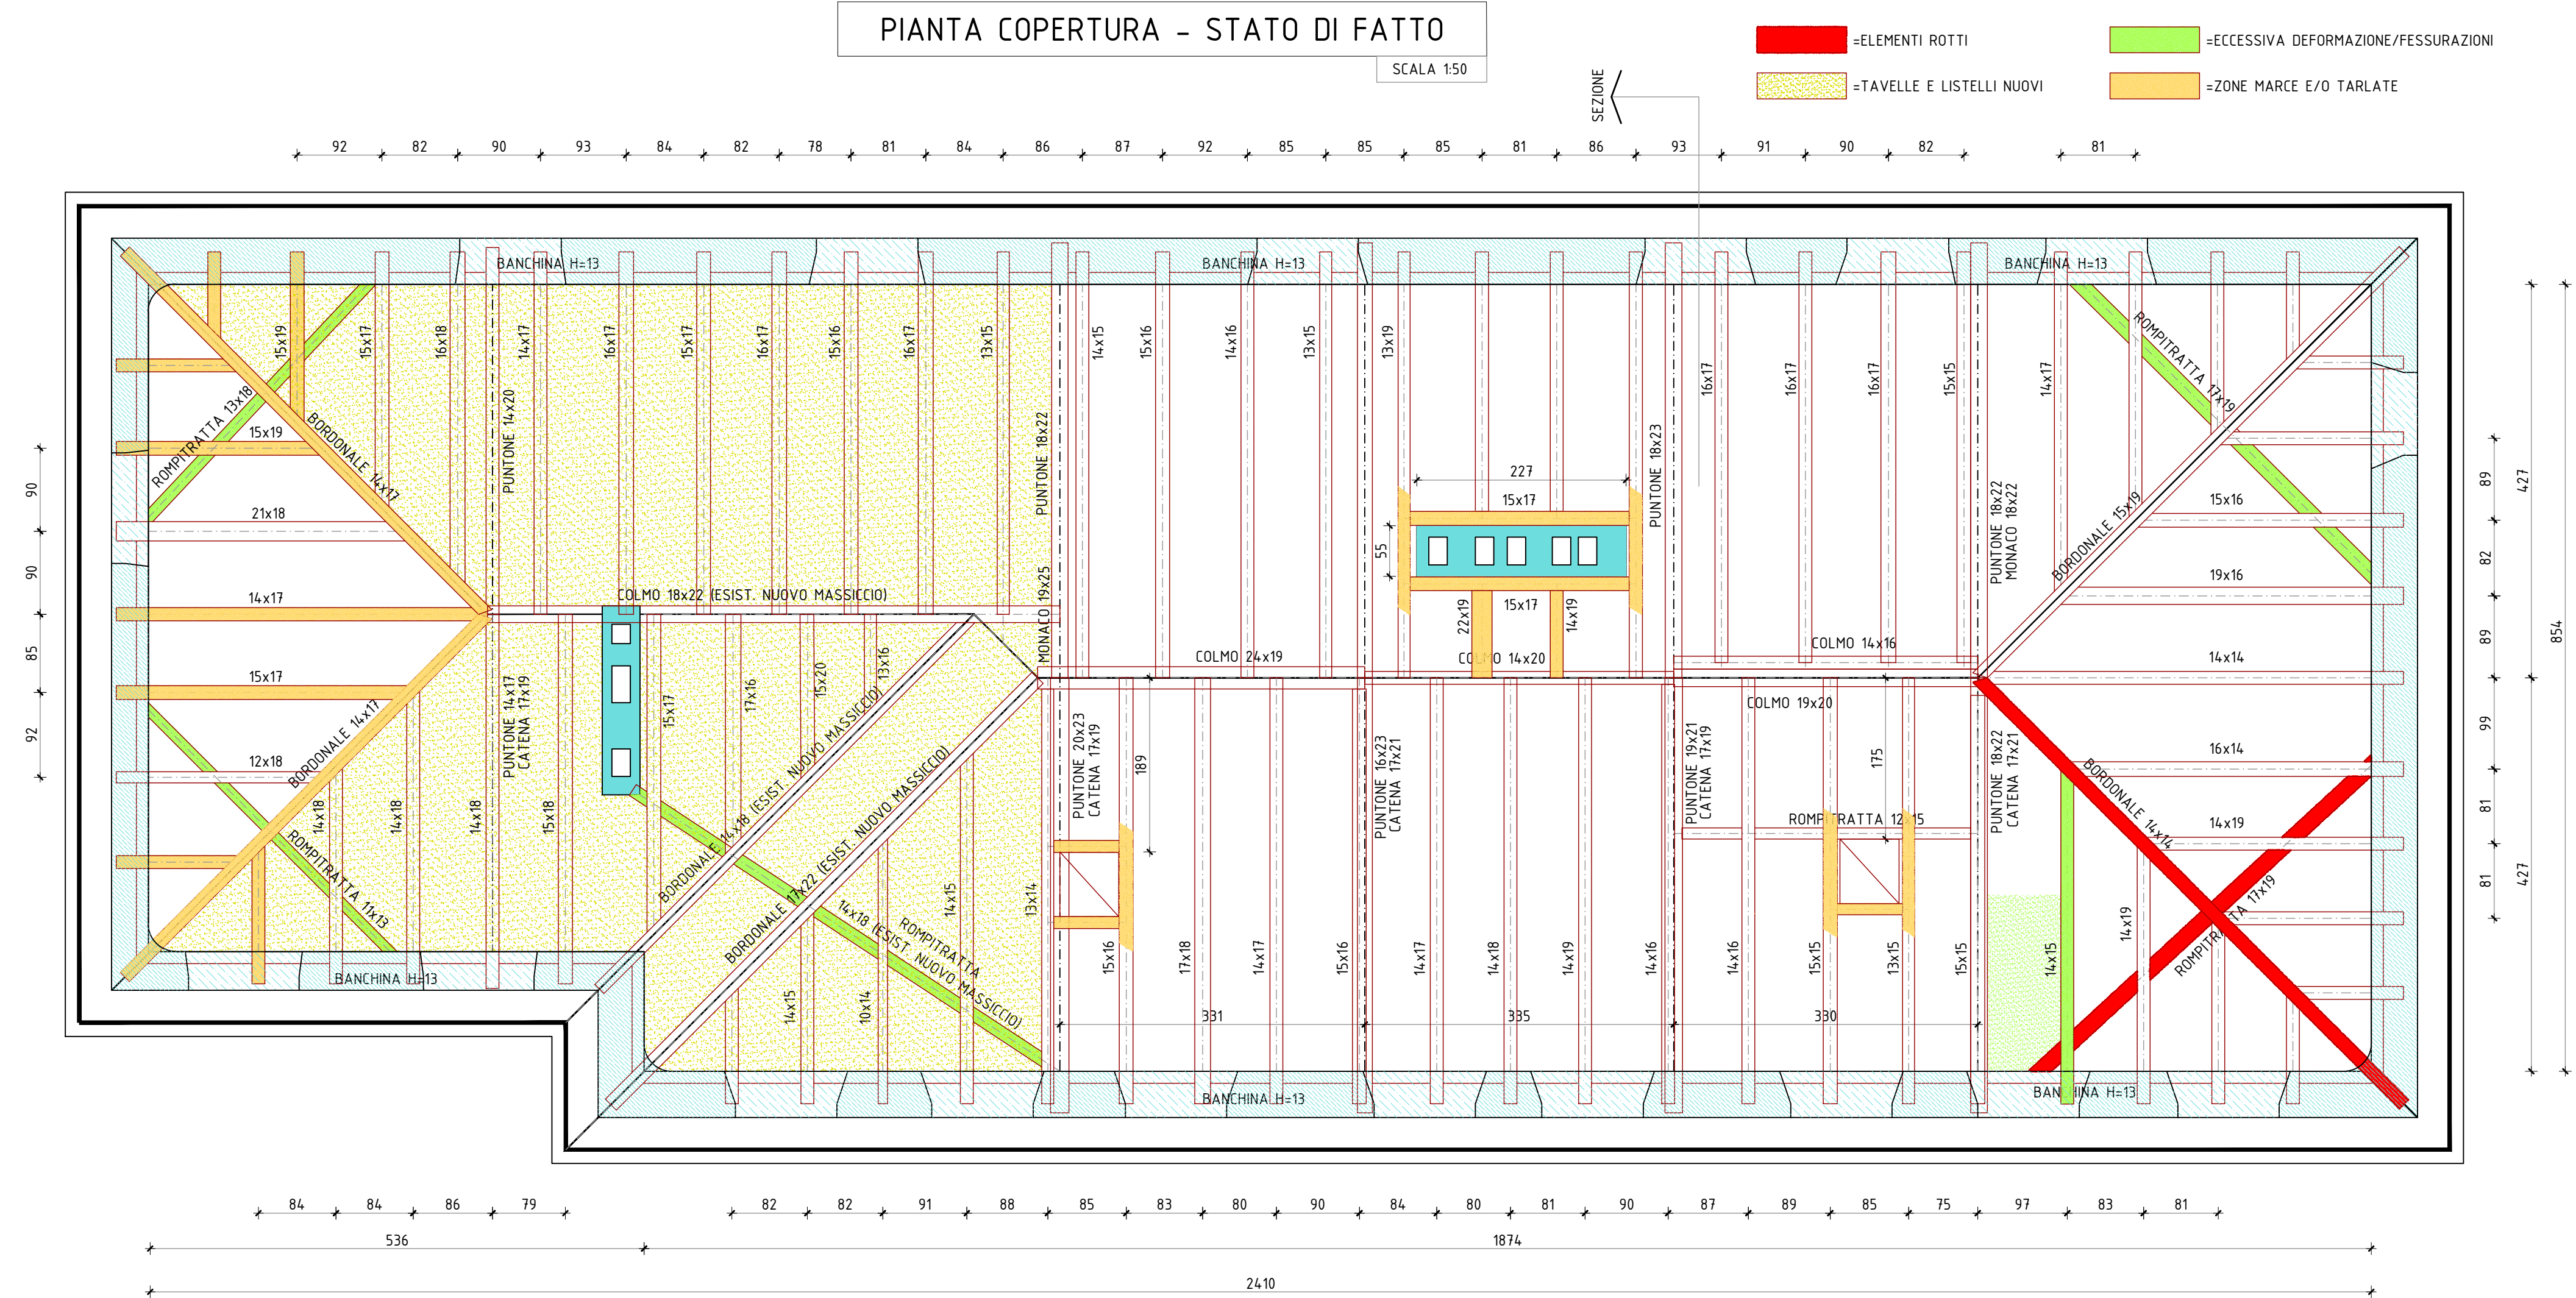 PIANTA COPERTURA - STATO DI FATTO
SCALA 1:50
SEZIONE
=ELEMENTI ROTTI
=ECCESSIVA DEFORMAZIONE/FESSURAZIONI
=TAVELLE E LISTELLI NUOVI
=ZONE MARCE E/O TARLATE
92 82 90 93 84 82 78 81 84 86 87 92 85 85 85 81 86 93 91 90 82 81
BANCHINA H=13
BANCHINA H=13
BANCHINA H=13
15x19
15x17
16x18
14x17
16x17
15x17
16x17
15x16
16x17
13x15
14x15
15x16
14x16
13x15
13x19
16x17
16x17
16x17
15x15
14x17
ROMPITRATTA 13x18
BORDONALE 14x17
PUNTONE 14x20
PUNTONE 18x22
MONACO 19x25
PUNTONE 18x23
PUNTONE 18x22
MONACO 18x22
ROMPITRATTA 17x19
BORDONALE 15x19
15x19
21x18
14x17
15x17
12x18
90
90
85
92
227
15x17
55
15x17
22x19
14x19
15x16
19x16
14x14
16x14
14x19
89
82
89
99
81
81
427
427
854
COLMO 18x22 (ESIST. NUOVO MASSICCIO)
COLMO 24x19
COLMO 14x20
COLMO 14x16
COLMO 19x20
BORDONALE 14x17
PUNTONE 14x17
CATENA 17x19
15x17
17x16
15x20
13x16
BORDONALE 14x18 (ESIST. NUOVO MASSICCIO)
BORDONALE 17x22 (ESIST. NUOVO MASSICCIO)
PUNTONE 20x23
CATENA 17x19
189
PUNTONE 16x23
CATENA 17x21
PUNTONE 19x21
CATENA 17x19
175
ROMPITRATTA 12x15
PUNTONE 18x22
CATENA 17x21
BORDONALE 14x14
ROMPITRATTA 17x19
ROMPITRATTA 11x13
14x18
14x18
14x18
15x18
ROMPITRATTA
14x18 (ESIST. NUOVO MASSICCIO)
14x15
10x14
14x15
13x14
15x16
17x18
14x17
15x16
14x17
14x18
14x19
14x16
14x16
15x15
13x15
15x15
14x15
14x19
331
335
330
BANCHINA H=13
BANCHINA H=13
BANCHINA H=13
84 84 86 79 82 82 91 88 85 83 80 90 84 80 81 90 87 89 85 75 97 83 81
536
1874
2410